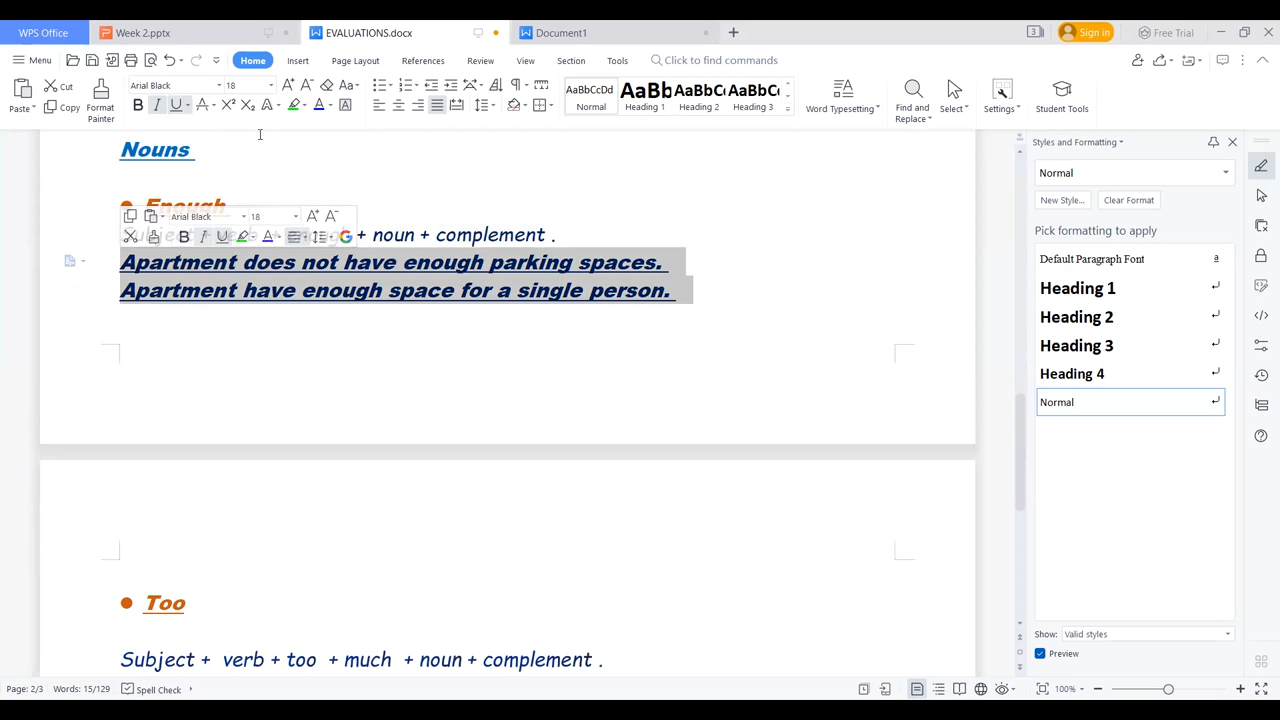 WPS Office Week 2.pptx EVALUATIONS.docx Document1 Sign in Free Trial
Menu Home Insert Page Layout References Review View Section Tools Click to find commands
Paste Cut Copy Format Painter Arial Black 18 AaBbCcDd Normal AaBb Heading 1 AaBbC Heading 2 AaBbC Heading 3 Word Typesetting Find and Replace Select Settings Student Tools
Nouns
Enough
Arial Black 18
+ noun + complement .
Apartment does not have enough parking spaces.
Apartment have enough space for a single person.
Too
Subject + verb + too + much + noun + complement .
Styles and Formatting
Normal
New Style... Clear Format
Pick formatting to apply
Default Paragraph Font a
Heading 1
Heading 2
Heading 3
Heading 4
Normal
Show: Valid styles
Preview
Page: 2/3 Words: 15/129 Spell Check 100%